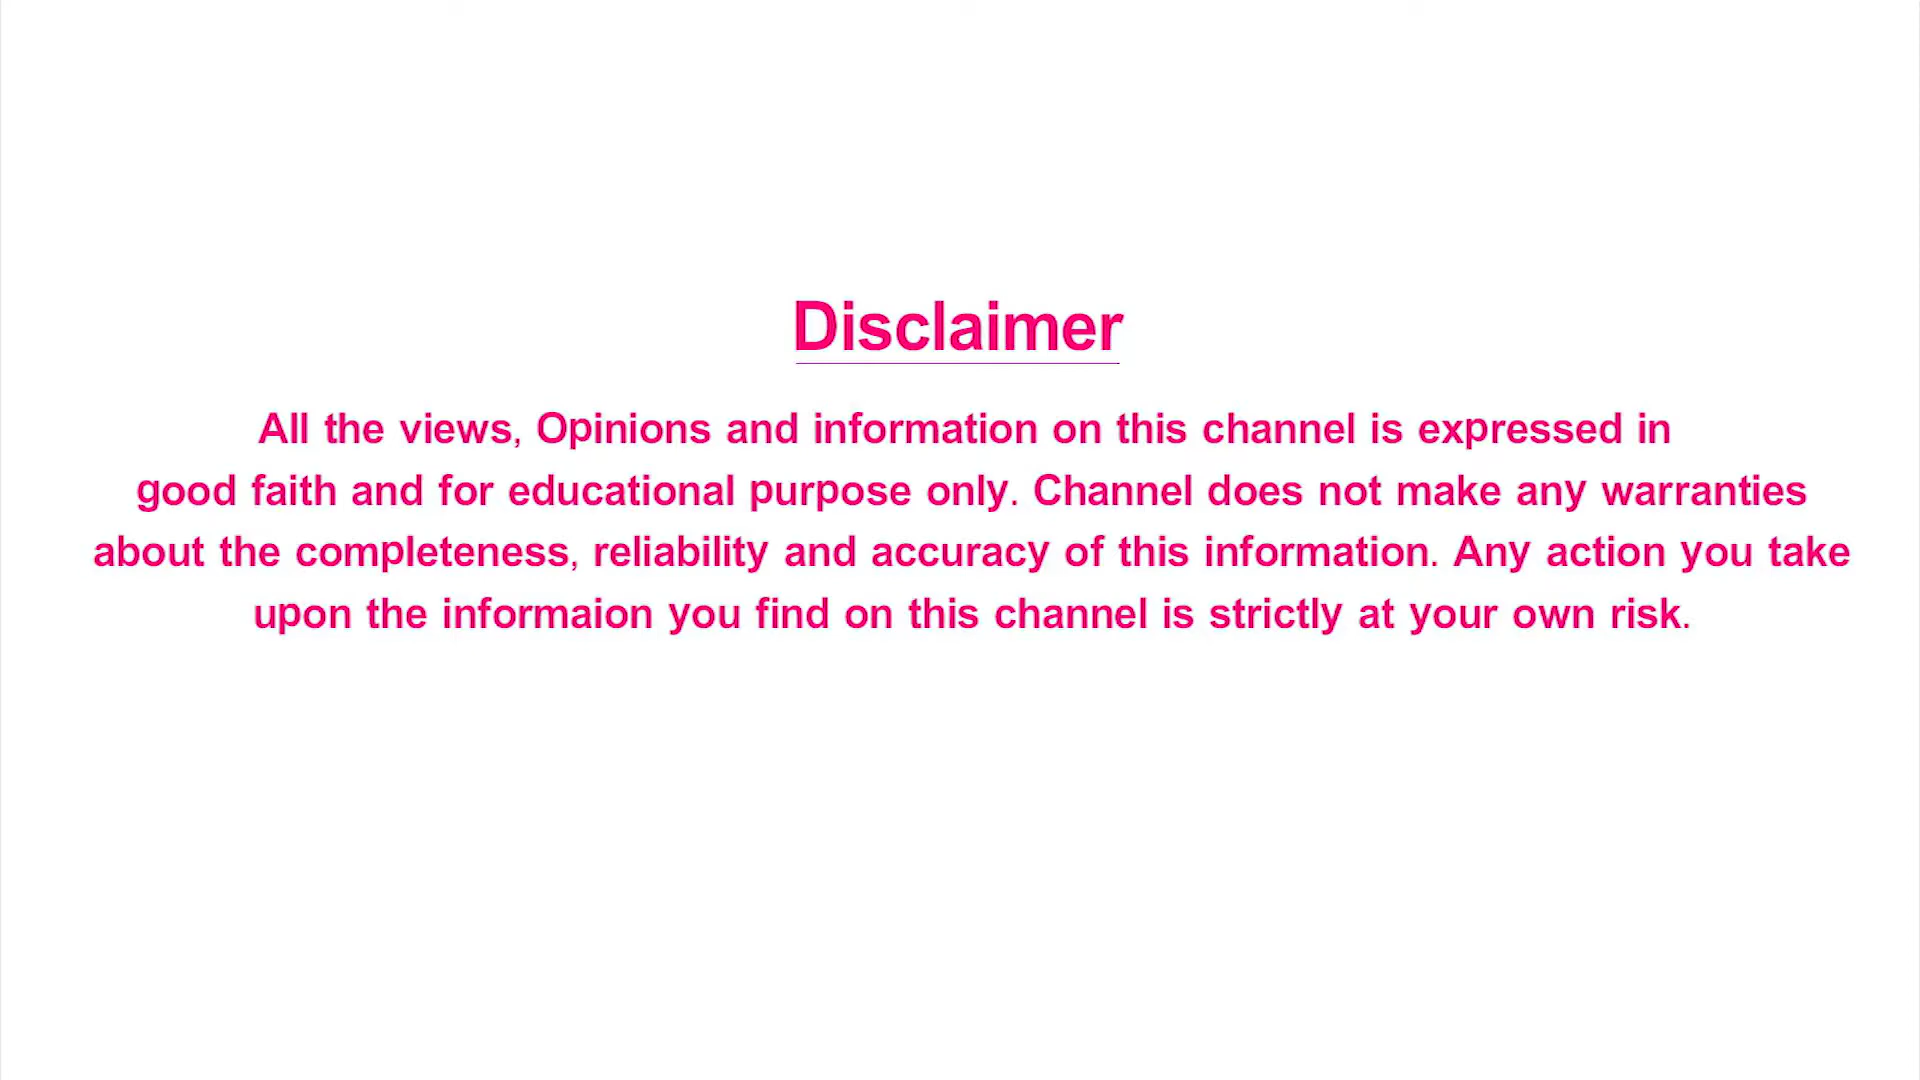 Disclaimer
All the views, Opinions and information on this channel is expressed in
good faith and for educational purpose only. Channel does not make any warranties
about the completeness, reliability and accuracy of this information. Any action you take
upon the informaion you find on this channel is strictly at your own risk.